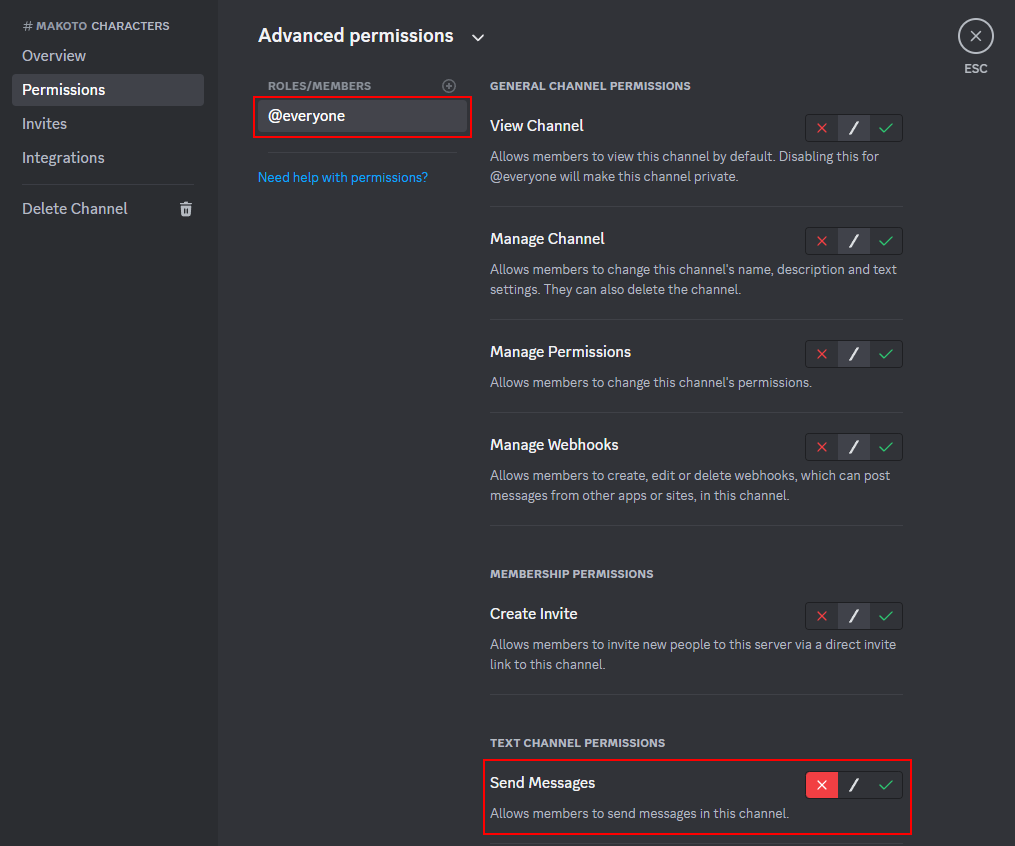 # MAKOTO CHARACTERS
Overview
Permissions
Invites
Integrations
Delete Channel
Advanced permissions
ROLES/MEMBERS
@everyone
Need help with permissions?
GENERAL CHANNEL PERMISSIONS
View Channel
Allows members to view this channel by default. Disabling this for
@everyone will make this channel private.
Manage Channel
Allows members to change this channel's name, description and text
settings. They can also delete the channel.
Manage Permissions
Allows members to change this channel's permissions.
Manage Webhooks
Allows members to create, edit or delete webhooks, which can post
messages from other apps or sites, in this channel.
MEMBERSHIP PERMISSIONS
Create Invite
Allows members to invite new people to this server via a direct invite
link to this channel.
TEXT CHANNEL PERMISSIONS
Send Messages
Allows members to send messages in this channel.
ESC